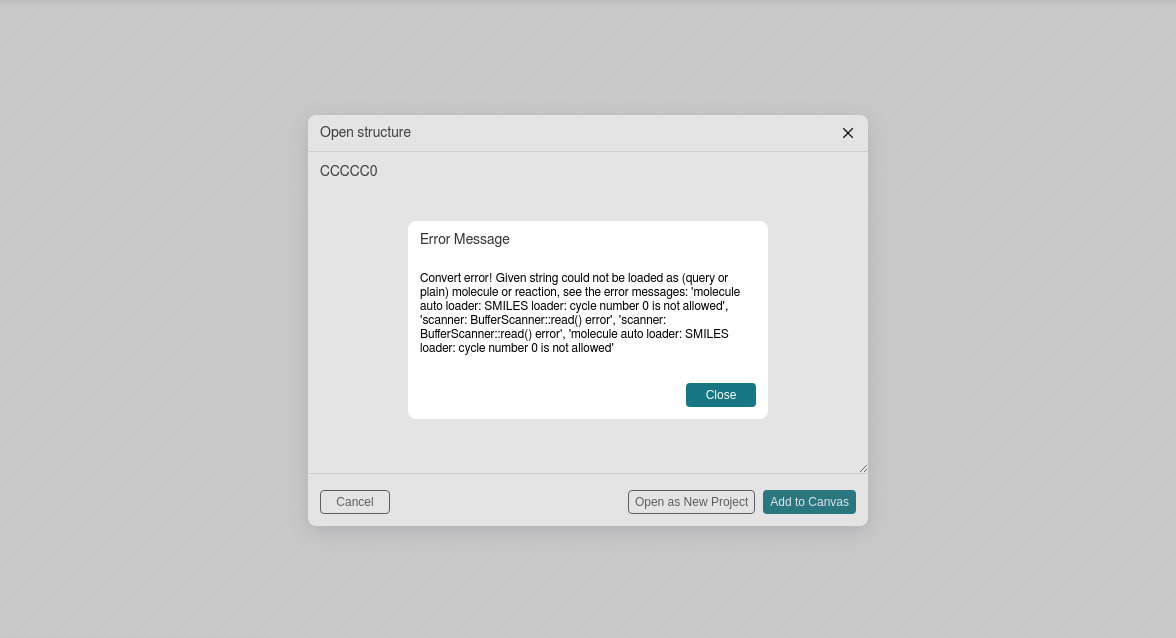 Open structure
CCCCC0
Error Message
Convert error! Given string could not be loaded as (query or
plain) molecule or reaction, see the error messages: 'molecule
auto loader: SMILES loader: cycle number 0 is not allowed',
'scanner: BufferScanner::read() error', 'scanner:
BufferScanner::read() error', 'molecule auto loader: SMILES
loader: cycle number 0 is not allowed'
Close
Cancel
Open as New Project
Add to Canvas